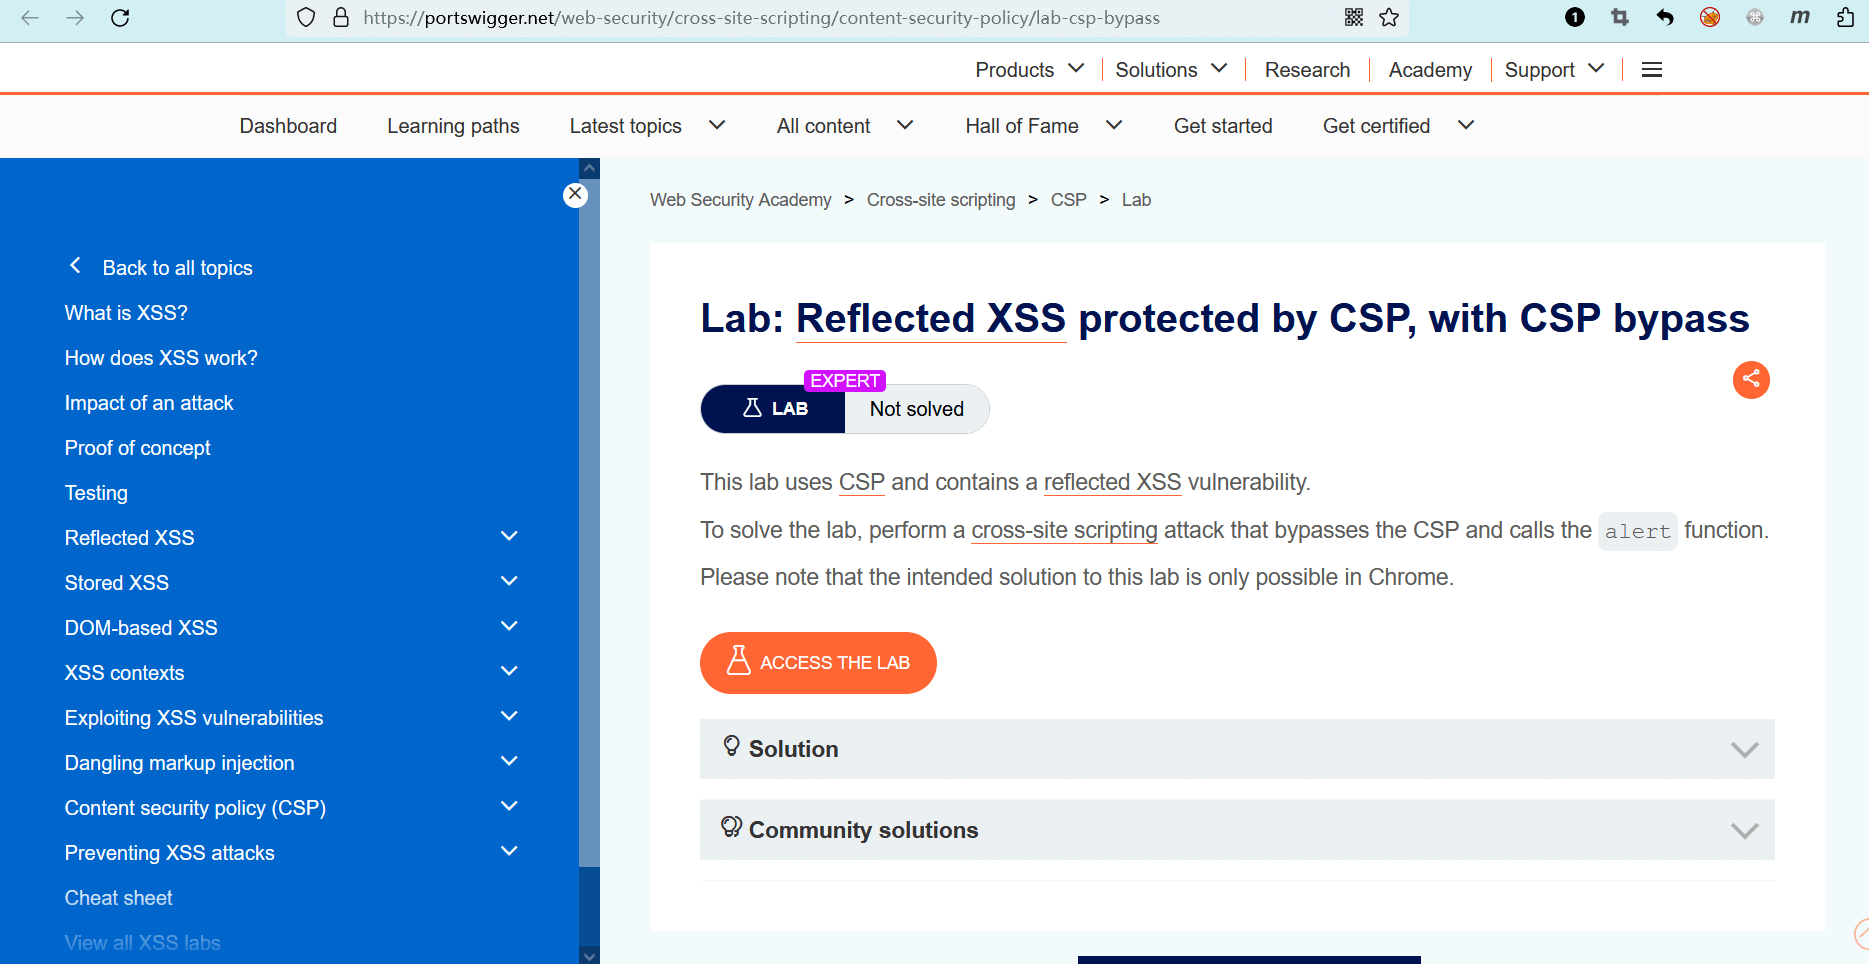 https://portswigger.net/web-security/cross-site-scripting/content-security-policy/lab-csp-bypass
1
m
Products
Solutions
Research
Academy
Support
Dashboard
Learning paths
Latest topics
All content
Hall of Fame
Get started
Get certified
Back to all topics
What is XSS?
How does XSS work?
Impact of an attack
Proof of concept
Testing
Reflected XSS
Stored XSS
DOM-based XSS
XSS contexts
Exploiting XSS vulnerabilities
Dangling markup injection
Content security policy (CSP)
Preventing XSS attacks
Cheat sheet
View all XSS labs
Web Security Academy > Cross-site scripting > CSP > Lab
Lab: Reflected XSS protected by CSP, with CSP bypass
EXPERT
LAB
Not solved
This lab uses CSP and contains a reflected XSS vulnerability.
To solve the lab, perform a cross-site scripting attack that bypasses the CSP and calls the alert function.
Please note that the intended solution to this lab is only possible in Chrome.
ACCESS THE LAB
Solution
Community solutions